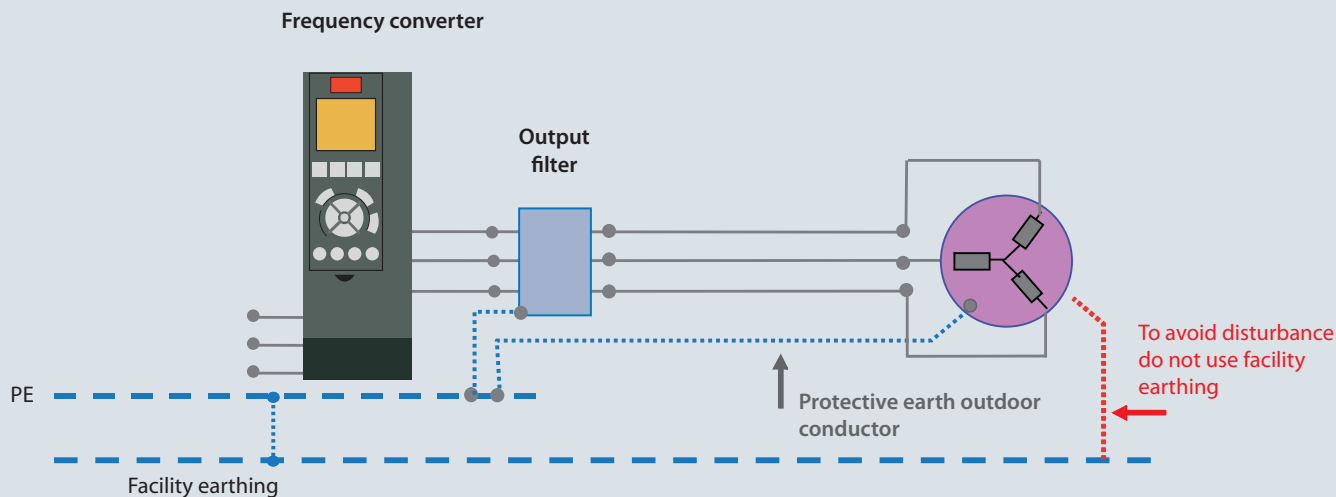 Frequency converter
Output
filter
To avoid disturbance
do not use facility
earthing
PE
Protective earth outdoor
conductor
Facility earthing